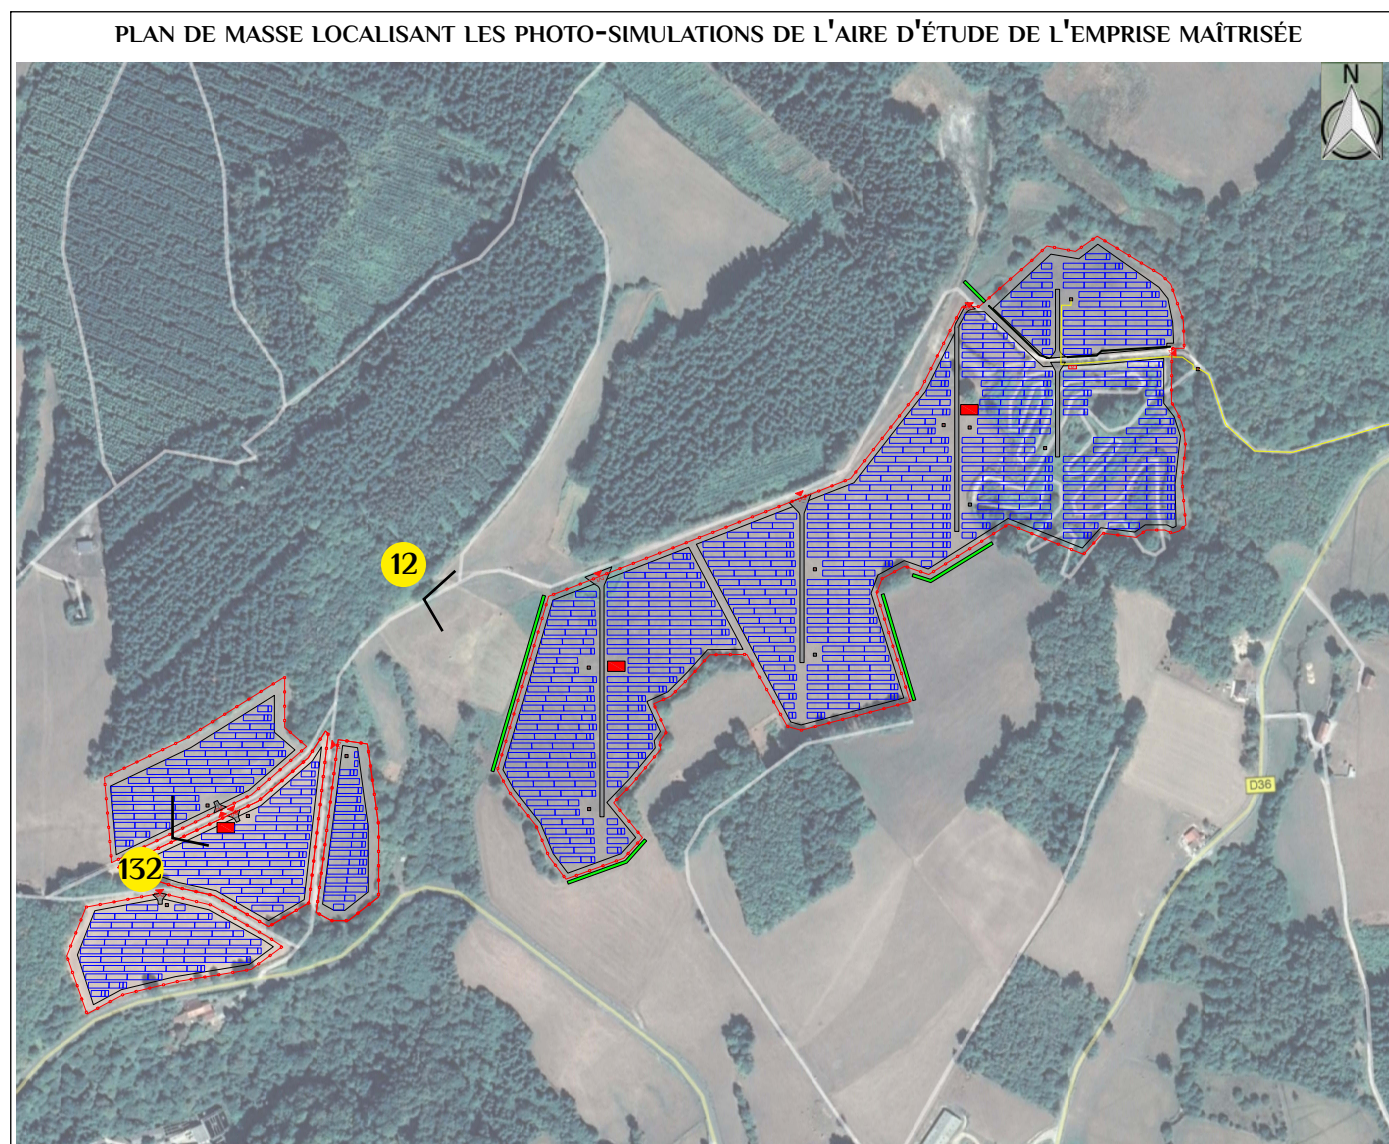 PLAN DE MASSE LOCALISANT LES PHOTO-SIMULATIONS DE L'AIRE D'ÉTUDE DE L'EMPRISE MAÎTRISÉE
N
12
D36
132